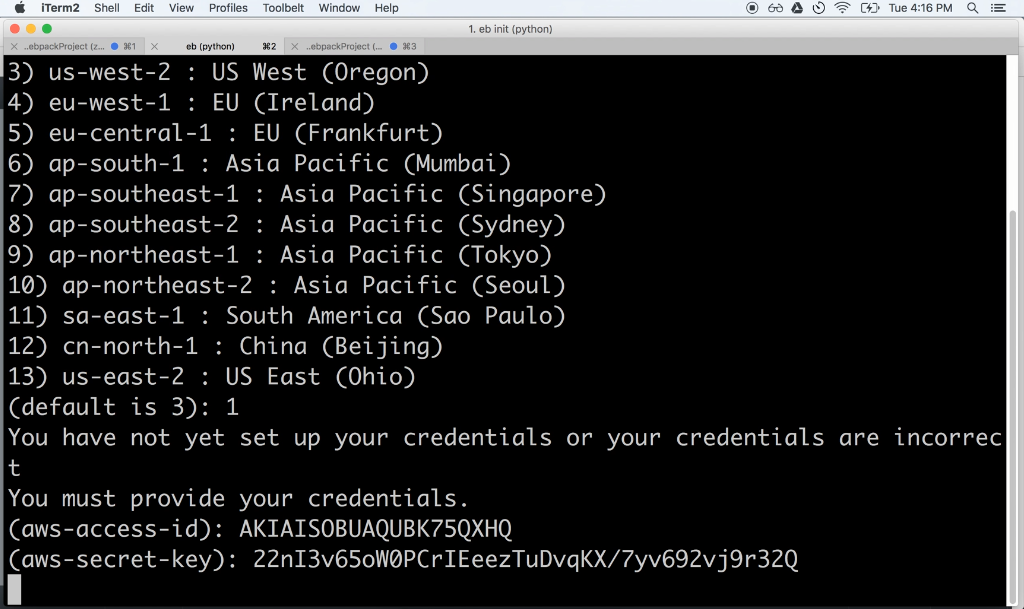 iTerm2 Shell Edit View Profiles Toolbelt Window Help Tue 4:16 PM
1. eb init (python)
..ebpackProject (z... ⌘1 eb (python) ⌘2 ..ebpackProject (... ⌘3
3) us-west-2 : US West (Oregon)
4) eu-west-1 : EU (Ireland)
5) eu-central-1 : EU (Frankfurt)
6) ap-south-1 : Asia Pacific (Mumbai)
7) ap-southeast-1 : Asia Pacific (Singapore)
8) ap-southeast-2 : Asia Pacific (Sydney)
9) ap-northeast-1 : Asia Pacific (Tokyo)
10) ap-northeast-2 : Asia Pacific (Seoul)
11) sa-east-1 : South America (Sao Paulo)
12) cn-north-1 : China (Beijing)
13) us-east-2 : US East (Ohio)
(default is 3): 1
You have not yet set up your credentials or your credentials are incorrec
t
You must provide your credentials.
(aws-access-id): AKIAISOBUAQUBK75QXHQ
(aws-secret-key): 22nI3v65oW0PCrIEeezTuDvqKX/7yv692vj9r32Q